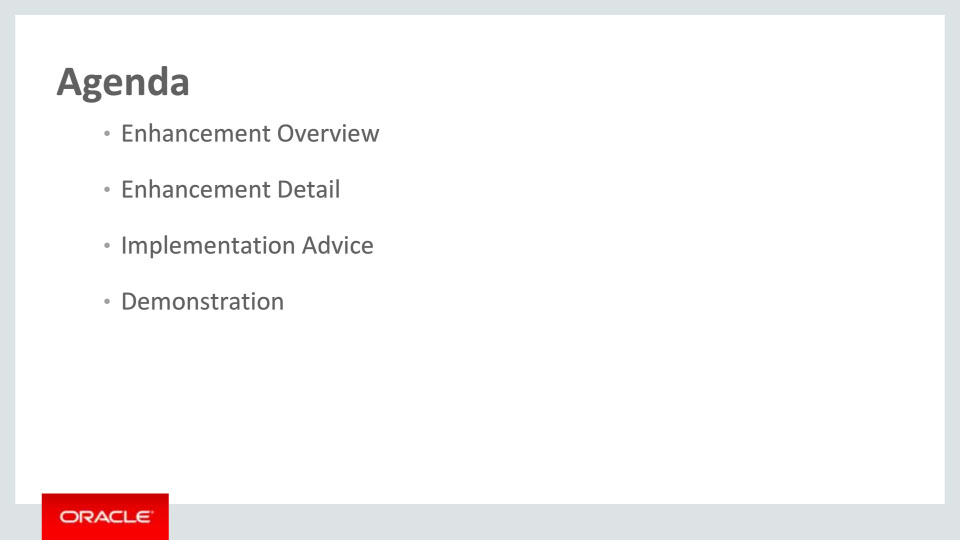 Agenda
• Enhancement Overview
• Enhancement Detail
• Implementation Advice
• Demonstration
ORACLE